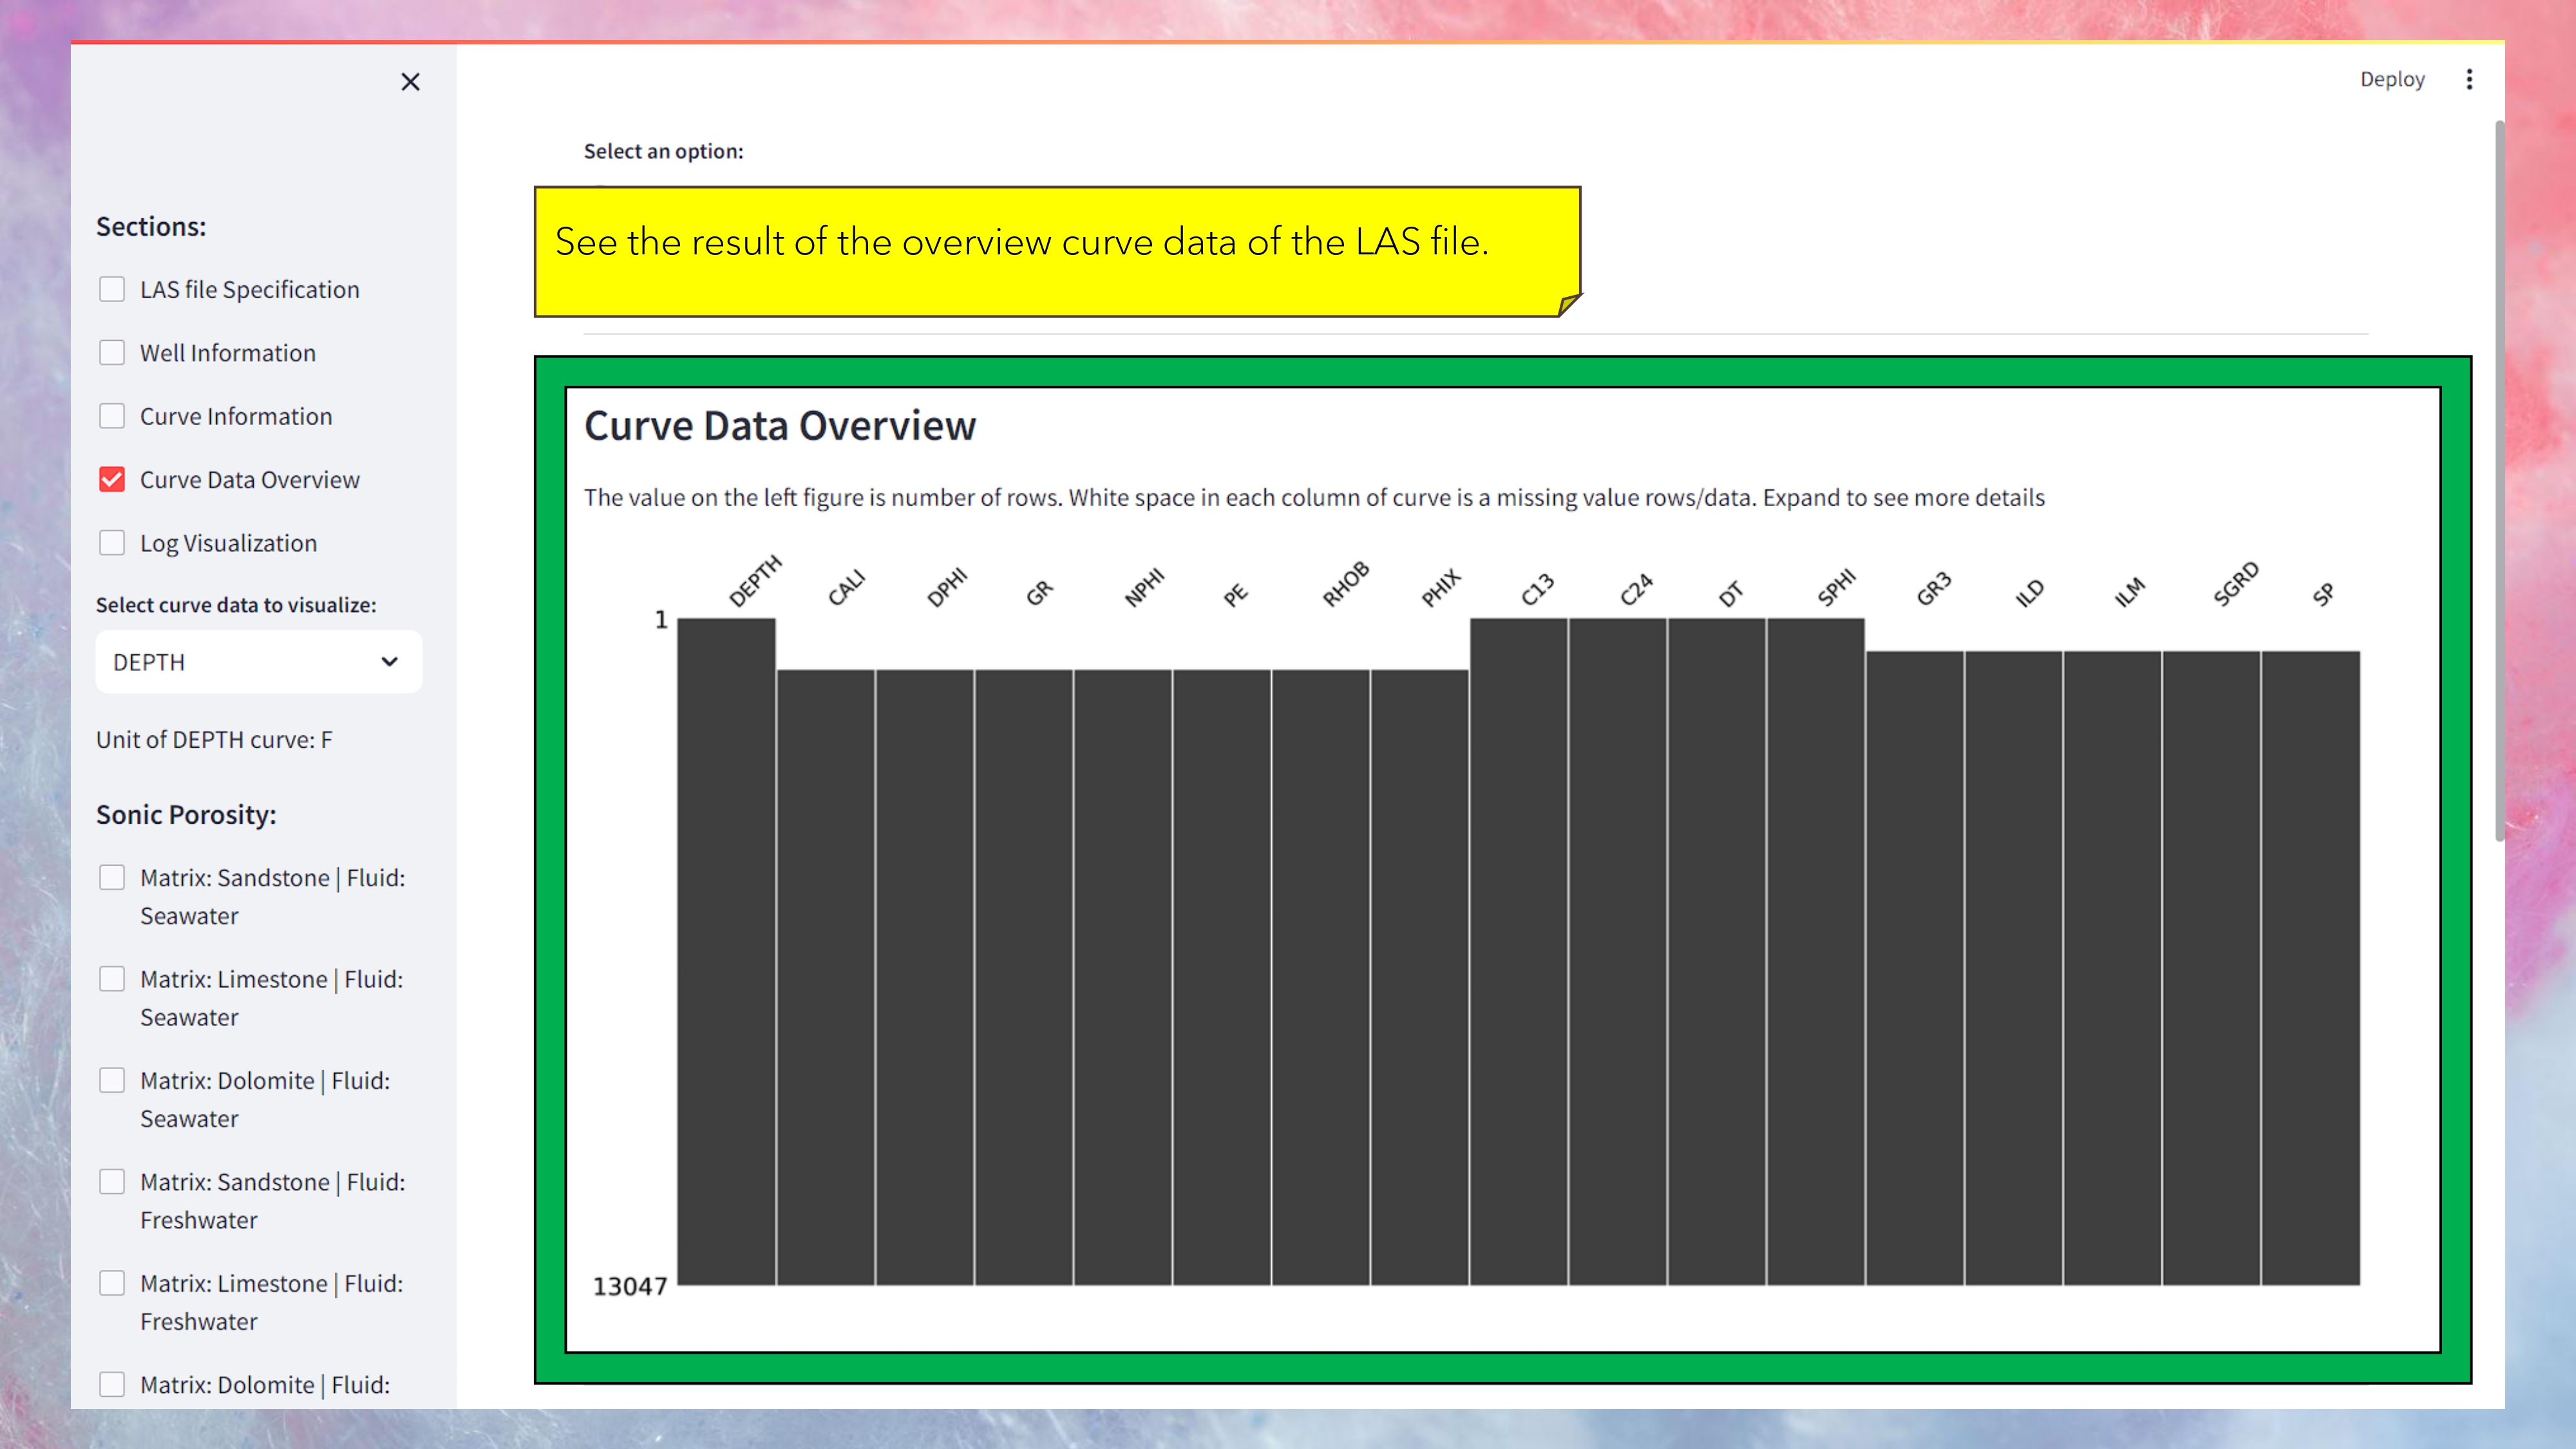 Deploy
Select an option:
See the result of the overview curve data of the LAS file.
Sections:
LAS file Specification
Well Information
Curve Information
Curve Data Overview
Log Visualization
Select curve data to visualize:
DEPTH
Unit of DEPTH curve: F
Sonic Porosity:
Matrix: Sandstone | Fluid:
Seawater
Matrix: Limestone | Fluid:
Seawater
Matrix: Dolomite | Fluid:
Seawater
Matrix: Sandstone | Fluid:
Freshwater
Matrix: Limestone | Fluid:
Freshwater
Matrix: Dolomite | Fluid:
Curve Data Overview
The value on the left figure is number of rows. White space in each column of curve is a missing value rows/data. Expand to see more details
DEPTH CALI DPHI GR NPHI PE RHOB PHIX C13 C24 DT SPHI GR3 ILD ILM SGRD SP
1
13047